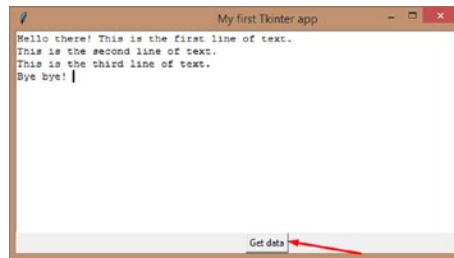 My first Tkinter app
Hello there! This is the first line of text.
This is the second line of text.
This is the third line of text.
Bye bye!
Get data